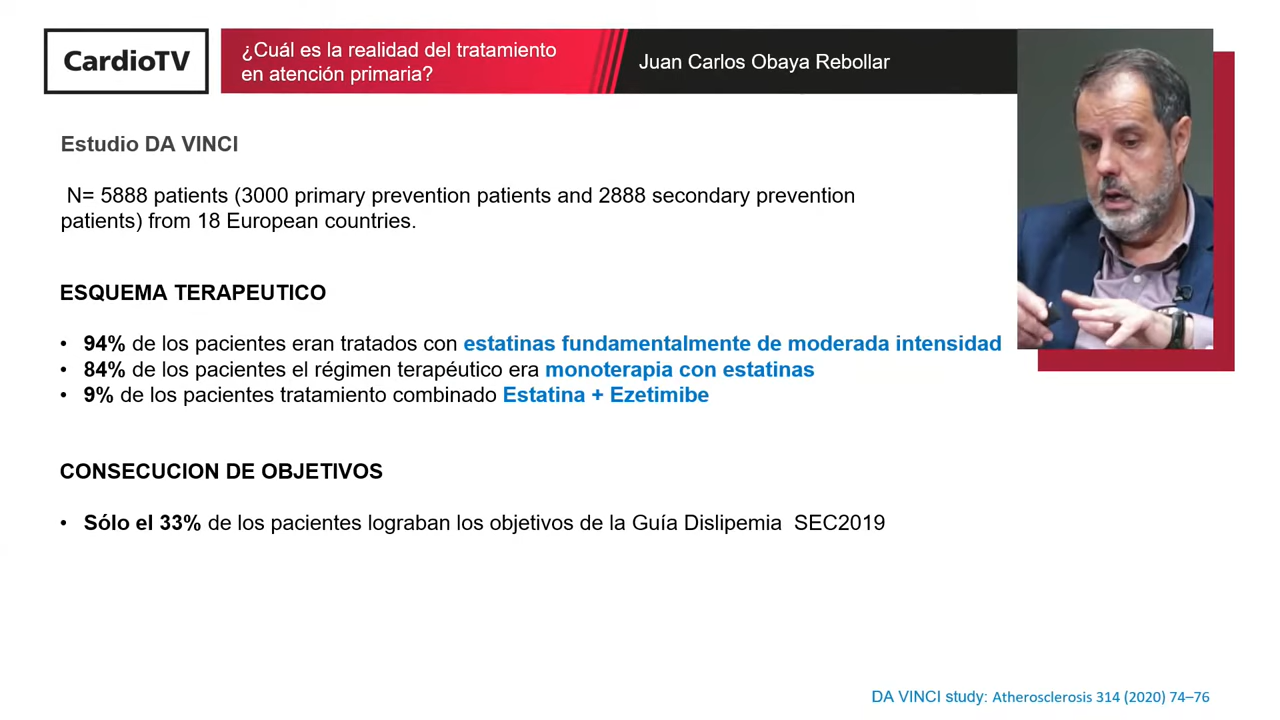 CardioTV
¿Cuál es la realidad del tratamiento
en atención primaria?
Juan Carlos Obaya Rebollar
Estudio DA VINCI
N= 5888 patients (3000 primary prevention patients and 2888 secondary prevention
patients) from 18 European countries.
ESQUEMA TERAPEUTICO
• 94% de los pacientes eran tratados con estatinas fundamentalmente de moderada intensidad
• 84% de los pacientes el régimen terapéutico era monoterapia con estatinas
• 9% de los pacientes tratamiento combinado Estatina + Ezetimibe
CONSECUCION DE OBJETIVOS
• Sólo el 33% de los pacientes lograban los objetivos de la Guía Dislipemia SEC2019
DA VINCI study: Atherosclerosis 314 (2020) 74–76